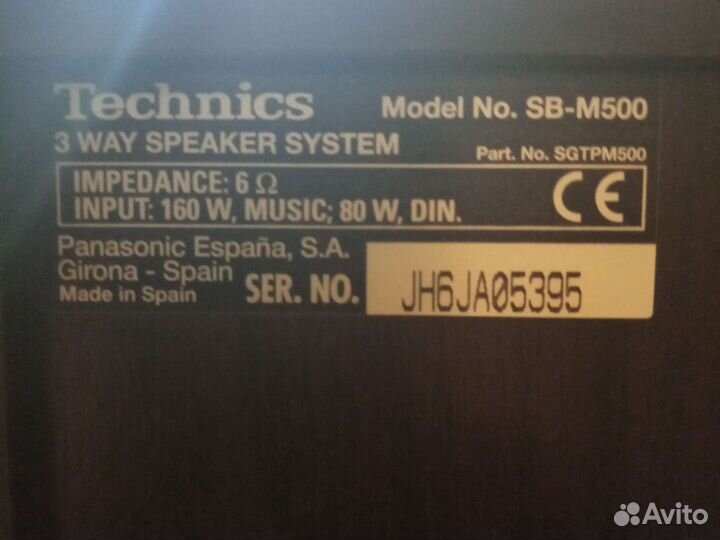 Technics Model No. SB-M500
3 WAY SPEAKER SYSTEM Part. No. SGTPM500
IMPEDANCE: 6 Ω
INPUT: 160 W, MUSIC; 80 W, DIN. CE
Panasonic España, S.A.
Girona - Spain
Made in Spain SER. NO. JH6JA05395
Avito